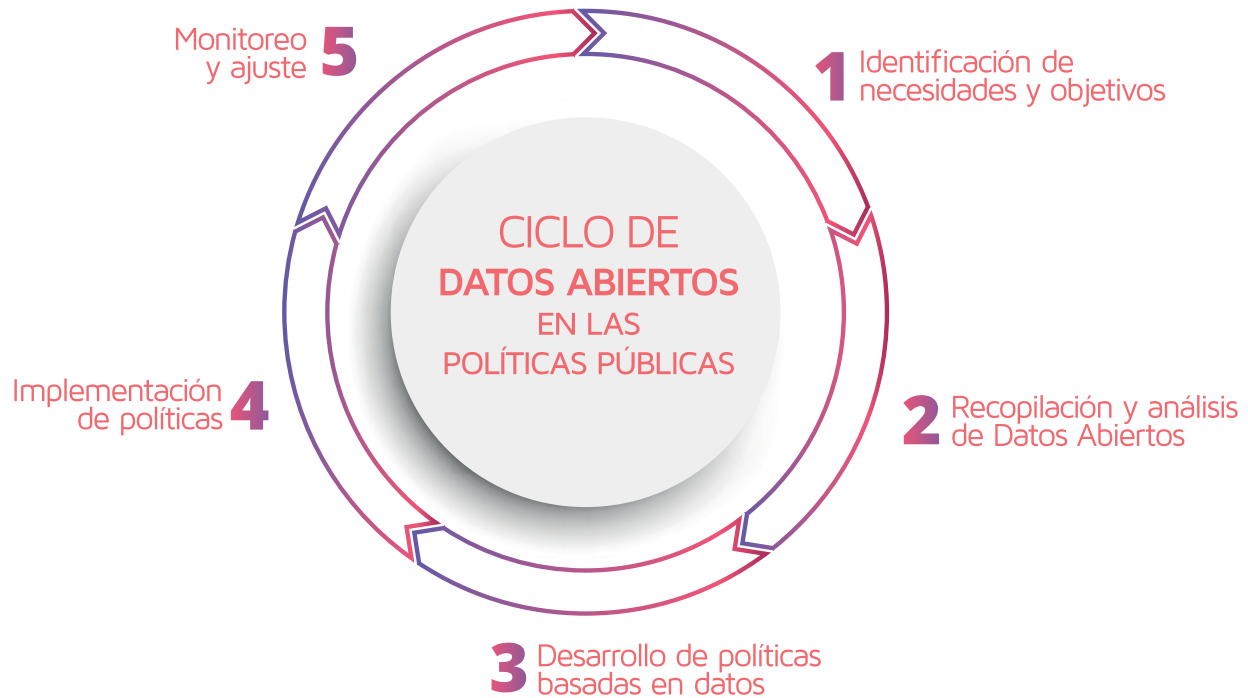 CICLO DE
DATOS ABIERTOS
EN LAS
POLÍTICAS PÚBLICAS
1 Identificación de
necesidades y objetivos
2 Recopilación y análisis
de Datos Abiertos
3 Desarrollo de políticas
basadas en datos
4 Implementación
de políticas
5 Monitoreo
y ajuste